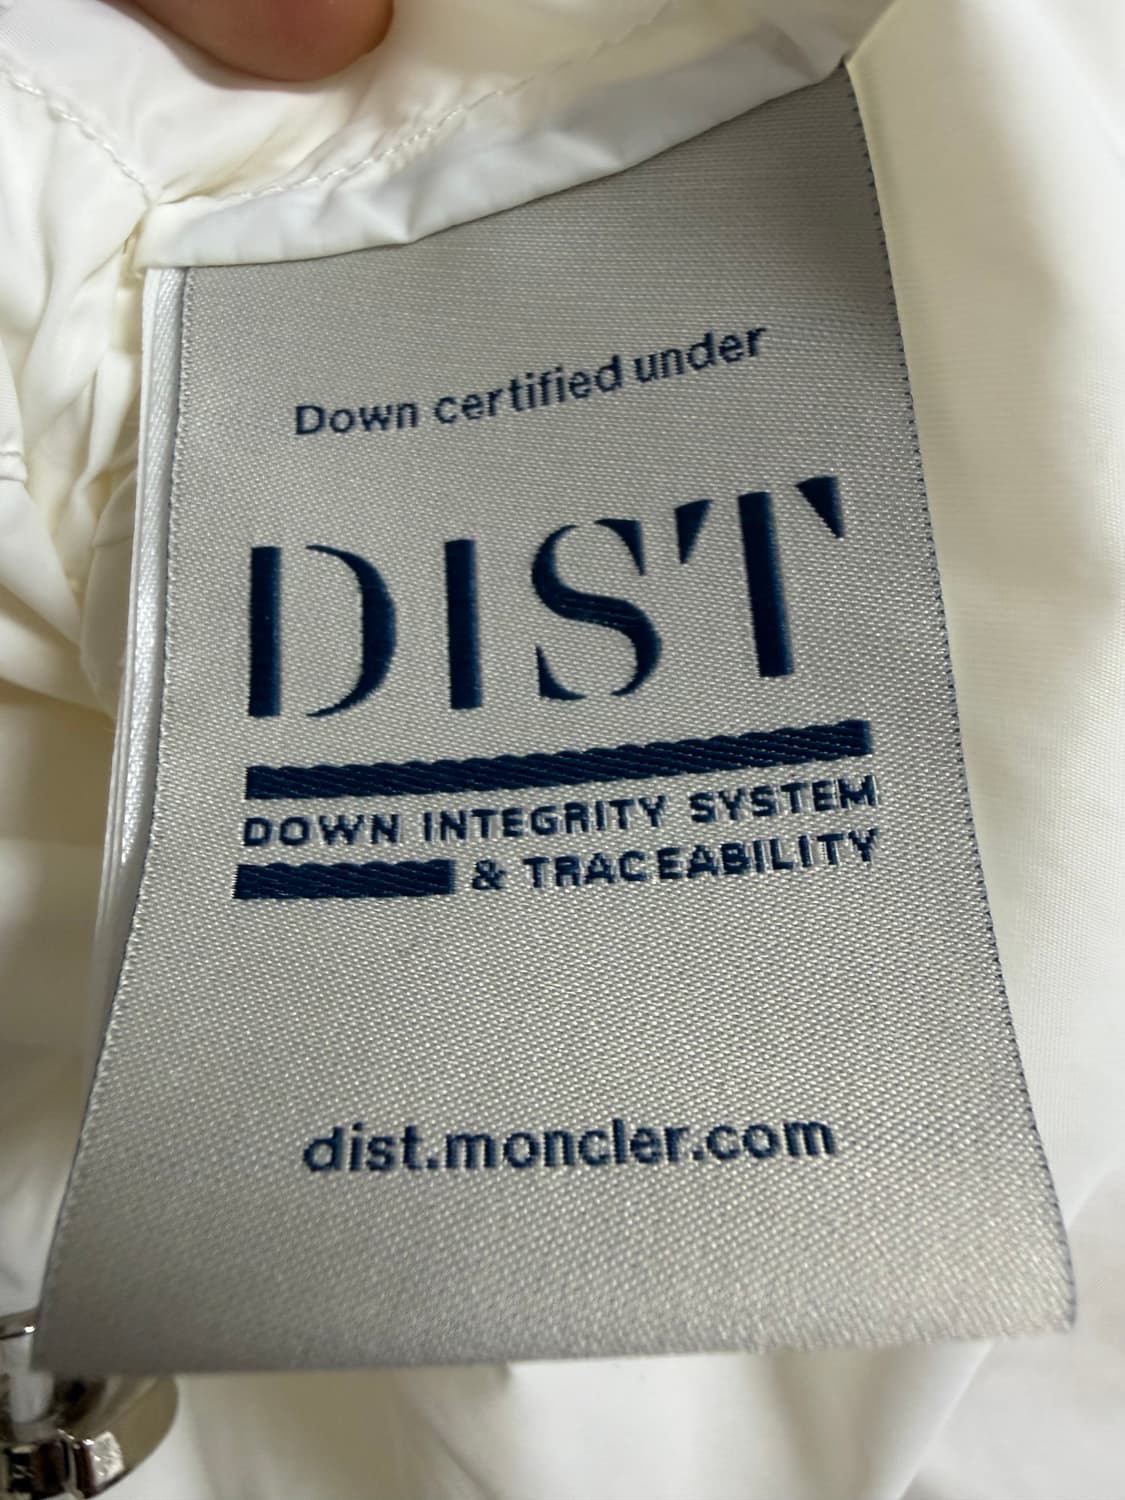 Down certified under
DIST
DOWN INTEGRITY SYSTEM
& TRACEABILITY
dist.moncler.com